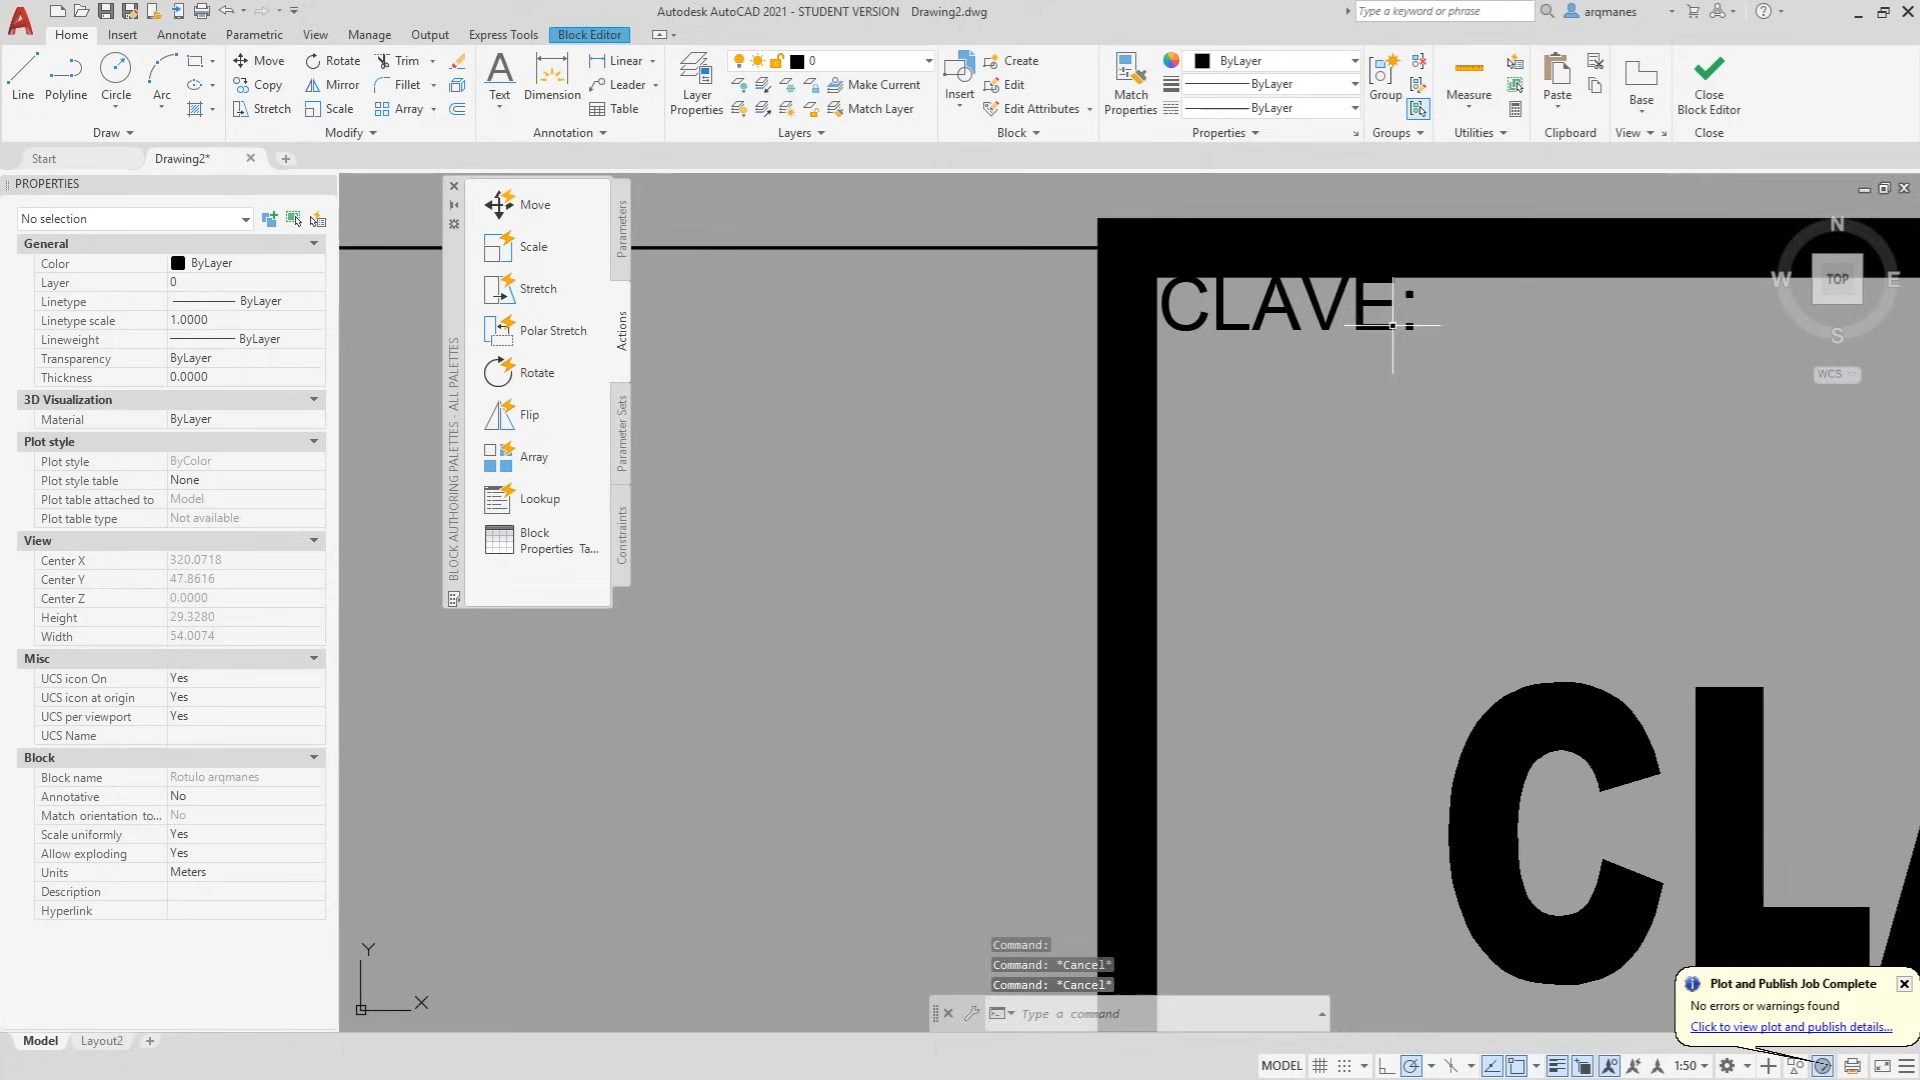 Autodesk AutoCAD 2021 - STUDENT VERSION Drawing2.dwg
Type a keyword or phrase
arqmanes
Home Insert Annotate Parametric View Manage Output Express Tools Block Editor
Line Polyline Circle Arc
Move Rotate Trim
Copy Mirror Fillet
Stretch Scale Array
Text Dimension
Linear
Leader
Table
Layer Properties
0
Make Current
Match Layer
Insert
Create
Edit
Edit Attributes
Match Properties
ByLayer
ByLayer
ByLayer
Group
Measure
Paste
Base
Close Block Editor
Draw Modify Annotation Layers Block Properties Groups Utilities Clipboard View Close
Start Drawing2*
PROPERTIES
No selection
General
Color ByLayer
Layer 0
Linetype ByLayer
Linetype scale 1.0000
Lineweight ByLayer
Transparency ByLayer
Thickness 0.0000
3D Visualization
Material ByLayer
Plot style
Plot style ByColor
Plot style table None
Plot table attached to Model
Plot table type Not available
View
Center X 320.0718
Center Y 47.8616
Center Z 0.0000
Height 29.3280
Width 54.0074
Misc
UCS icon On Yes
UCS icon at origin Yes
UCS per viewport Yes
UCS Name
Block
Block name Rotulo arqmanes
Annotative No
Match orientation to... No
Scale uniformly Yes
Allow exploding Yes
Units Meters
Description
Hyperlink
BLOCK AUTHORING PALETTES - ALL PALETTES
Move
Scale
Stretch
Polar Stretch
Rotate
Flip
Array
Lookup
Block Properties Ta...
Parameters
Actions
Parameter Sets
Constraints
CLAVE:
CL
N
W TOP E
S
WCS
Y
X
Command:
Command: *Cancel*
Command: *Cancel*
Type a command
Plot and Publish Job Complete
No errors or warnings found
Click to view plot and publish details...
Model Layout2
MODEL 1:50